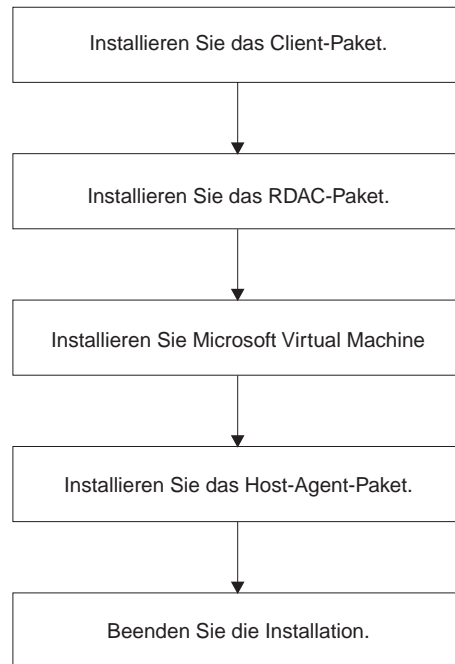 Installieren Sie das Client-Paket.
Installieren Sie das RDAC-Paket.
Installieren Sie Microsoft Virtual Machine
Installieren Sie das Host-Agent-Paket.
Beenden Sie die Installation.